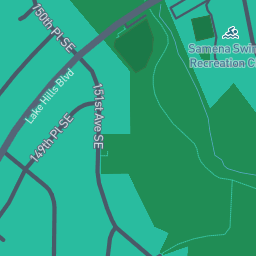 150th Pl SE
Samena Swim
Recreation C
Lake Hills Blvd
151st Ave SE
149th Pl SE